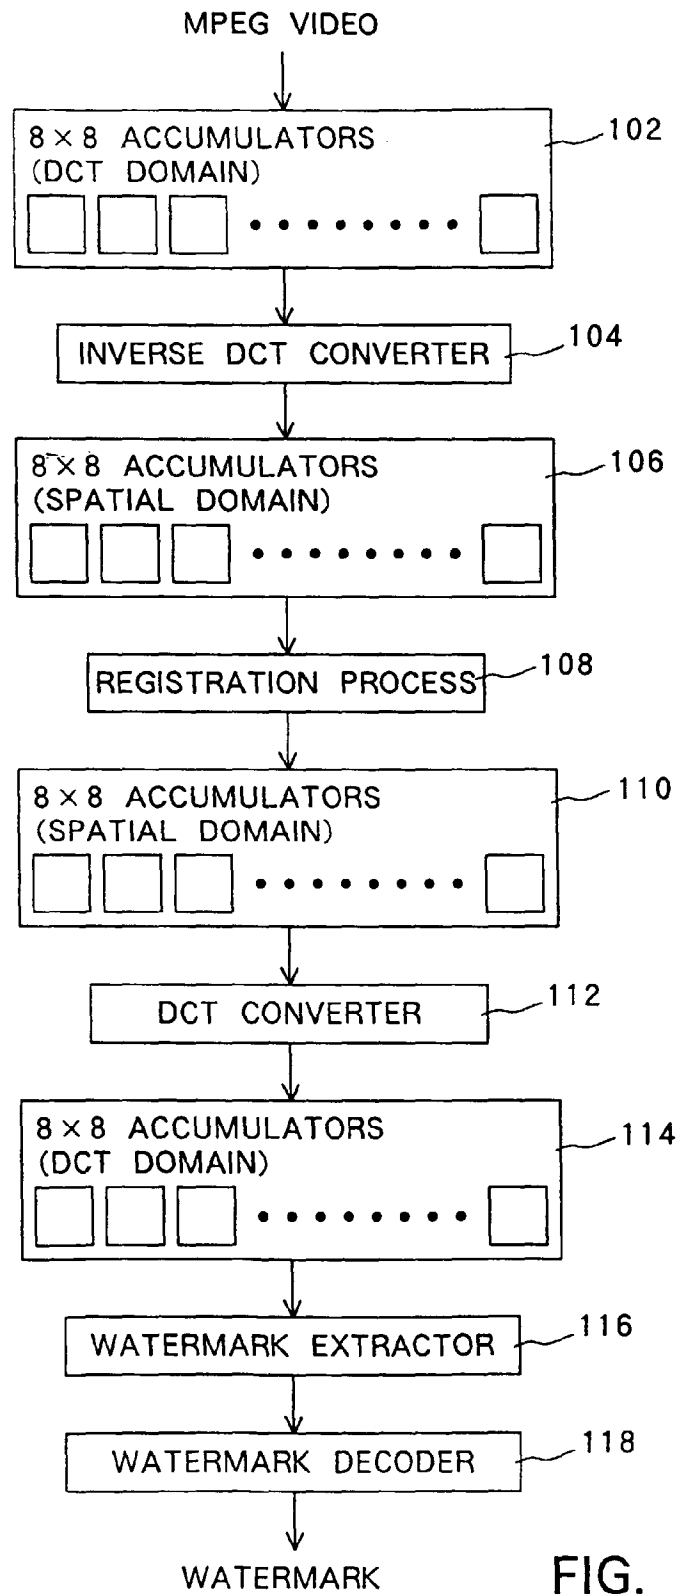 MPEG VIDEO
8×8 ACCUMULATORS
(DCT DOMAIN)
102
INVERSE DCT CONVERTER
104
8×8 ACCUMULATORS
(SPATIAL DOMAIN)
106
REGISTRATION PROCESS
108
8×8 ACCUMULATORS
(SPATIAL DOMAIN)
110
DCT CONVERTER
112
8×8 ACCUMULATORS
(DCT DOMAIN)
114
WATERMARK EXTRACTOR
116
WATERMARK DECODER
118
WATERMARK
FIG.